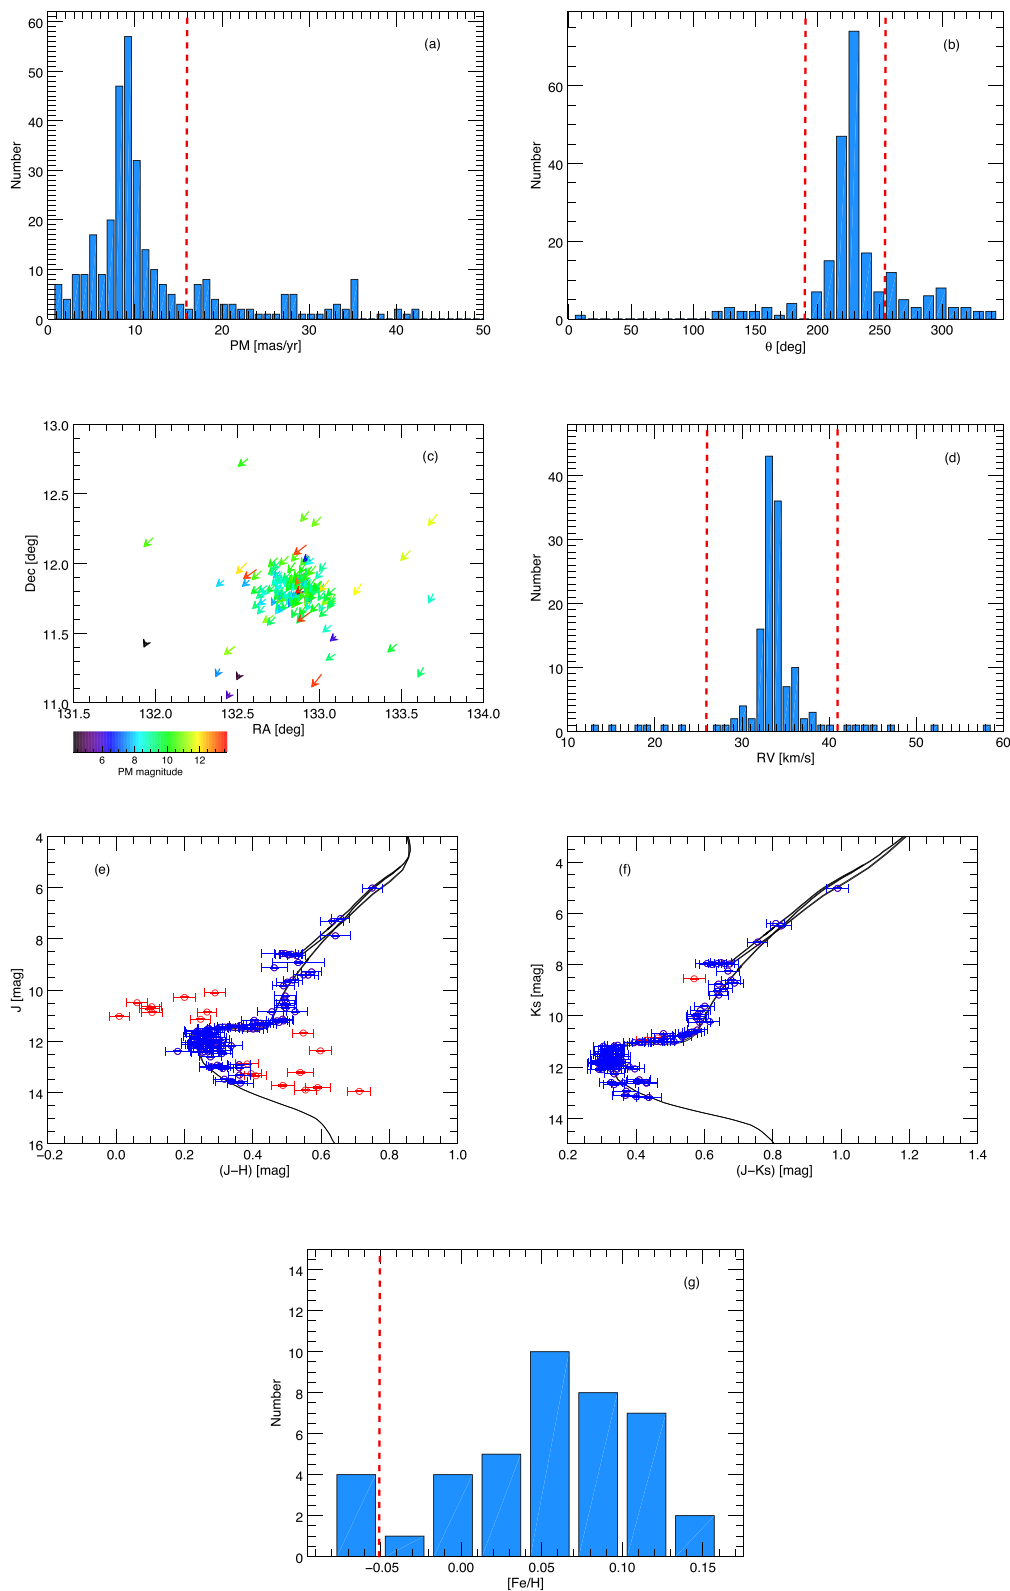 (a)
60
50
40
30
20
10
0
Number
0 10 20 30 40 50
PM [mas/yr]
(b)
60
40
20
0
Number
0 50 100 150 200 250 300
θ [deg]
(c)
13.0
12.5
12.0
11.5
11.0
Dec [deg]
131.5 132.0 132.5 133.0 133.5 134.0
RA [deg]
6 8 10 12
PM magnitude
(d)
40
30
20
10
0
Number
10 20 30 40 50 60
RV [km/s]
(e)
4
6
8
10
12
14
16
J [mag]
−0.2 0.0 0.2 0.4 0.6 0.8 1.0
(J−H) [mag]
(f)
4
6
8
10
12
14
Ks [mag]
0.2 0.4 0.6 0.8 1.0 1.2 1.4
(J−Ks) [mag]
(g)
14
12
10
8
6
4
2
0
Number
−0.05 0.00 0.05 0.10 0.15
[Fe/H]